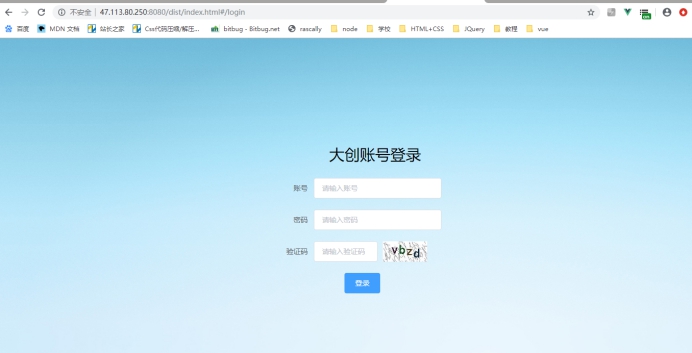 不安全 | 47.113.80.250:8080/dist/index.html#/login
百度 MDN 文档 站长之家 Css代码压缩/解压... bitbug - Bitbug.net rascally node 学校 HTML+CSS JQuery 教程 vue
大创账号登录
账号 请输入账号
密码 请输入密码
验证码 请输入验证码 vbzd
登录